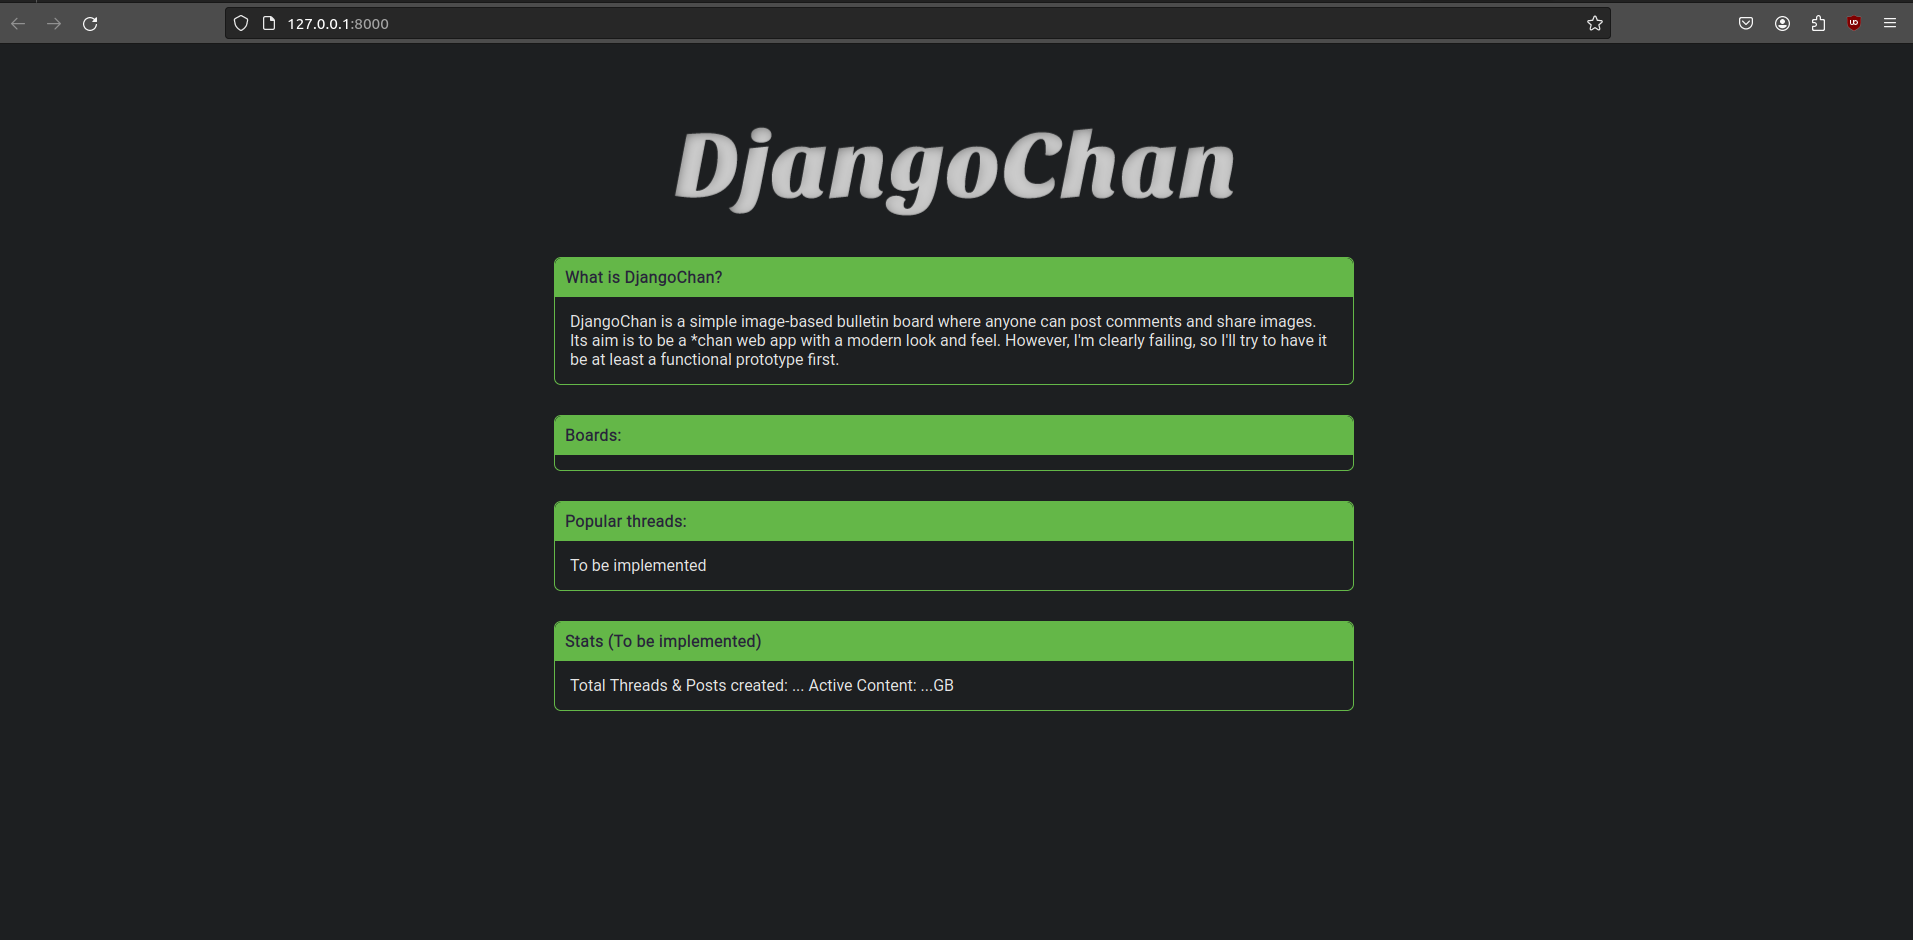 127.0.0.1:8000
DjangoChan
What is DjangoChan?
DjangoChan is a simple image-based bulletin board where anyone can post comments and share images.
Its aim is to be a *chan web app with a modern look and feel. However, I'm clearly failing, so I'll try to have it
be at least a functional prototype first.
Boards:
Popular threads:
To be implemented
Stats (To be implemented)
Total Threads & Posts created: ... Active Content: ...GB